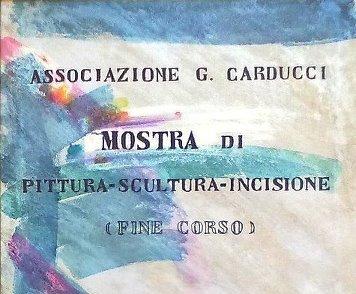 ASSOCIAZIONE G. CARDUCCI
MOSTRA DI
PITTURA-SCULTURA-INCISIONE
(FINE CORSO)